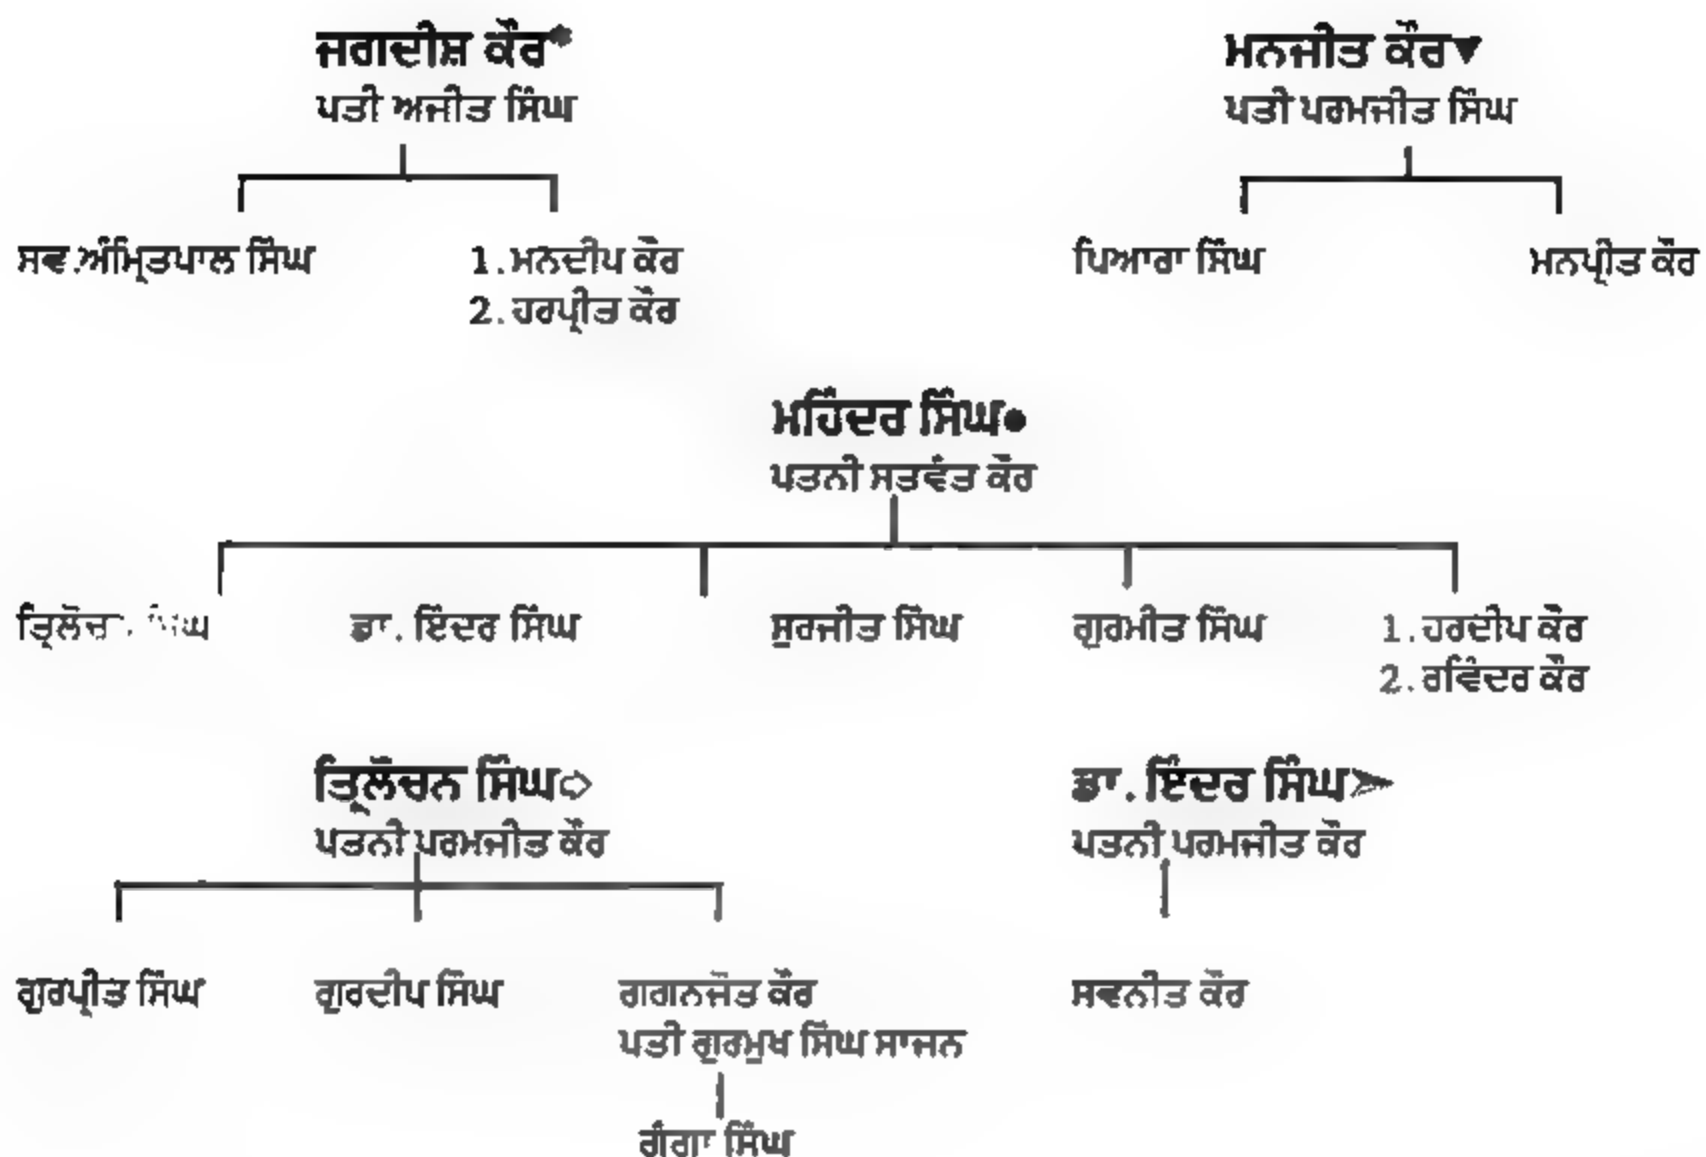 ਜਗਦੀਸ਼ ਕੌਰ
ਪਤੀ ਅਜੀਤ ਸਿੰਘ
ਮਨਜੀਤ ਕੌਰ▼
ਪਤੀ ਪਰਮਜੀਤ ਸਿੰਘ
ਸਵ.ਅੰਮ੍ਰਿਤਪਾਲ ਸਿੰਘ
1.ਮਨਦੀਪ ਕੌਰ
2.ਹਰਪ੍ਰੀਤ ਕੌਰ
ਪਿਆਰਾ ਸਿੰਘ
ਮਨਪ੍ਰੀਤ ਕੌਰ
ਮਹਿੰਦਰ ਸਿੰਘ●
ਪਤਨੀ ਸਤਵੰਤ ਕੌਰ
ਸਿੰਘ
ਡਾ. ਇੰਦਰ ਸਿੰਘ
ਸੁਰਜੀਤ ਸਿੰਘ
ਗੁਰਮੀਤ ਸਿੰਘ
1.ਹਰਦੀਪ ਕੌਰ
2.ਰਵਿੰਦਰ ਕੌਰ
ਤ੍ਰਿਲੋਚਨ ਸਿੰਘ➪
ਪਤਨੀ ਪਰਮਜੀਤ ਕੌਰ
ਡਾ. ਇੰਦਰ ਸਿੰਘ➢
ਪਤਨੀ ਪਰਮਜੀਤ ਕੌਰ
ਗੁਰਪ੍ਰੀਤ ਸਿੰਘ
ਗੁਰਦੀਪ ਸਿੰਘ
ਗਗਨਜੋਤ ਕੌਰ
ਪਤੀ ਗੁਰਮੁਖ ਸਿੰਘ ਸਾਜਨ
ਸਵਨੀਤ ਕੌਰ
ਗੰਗਾ ਸਿੰਘ